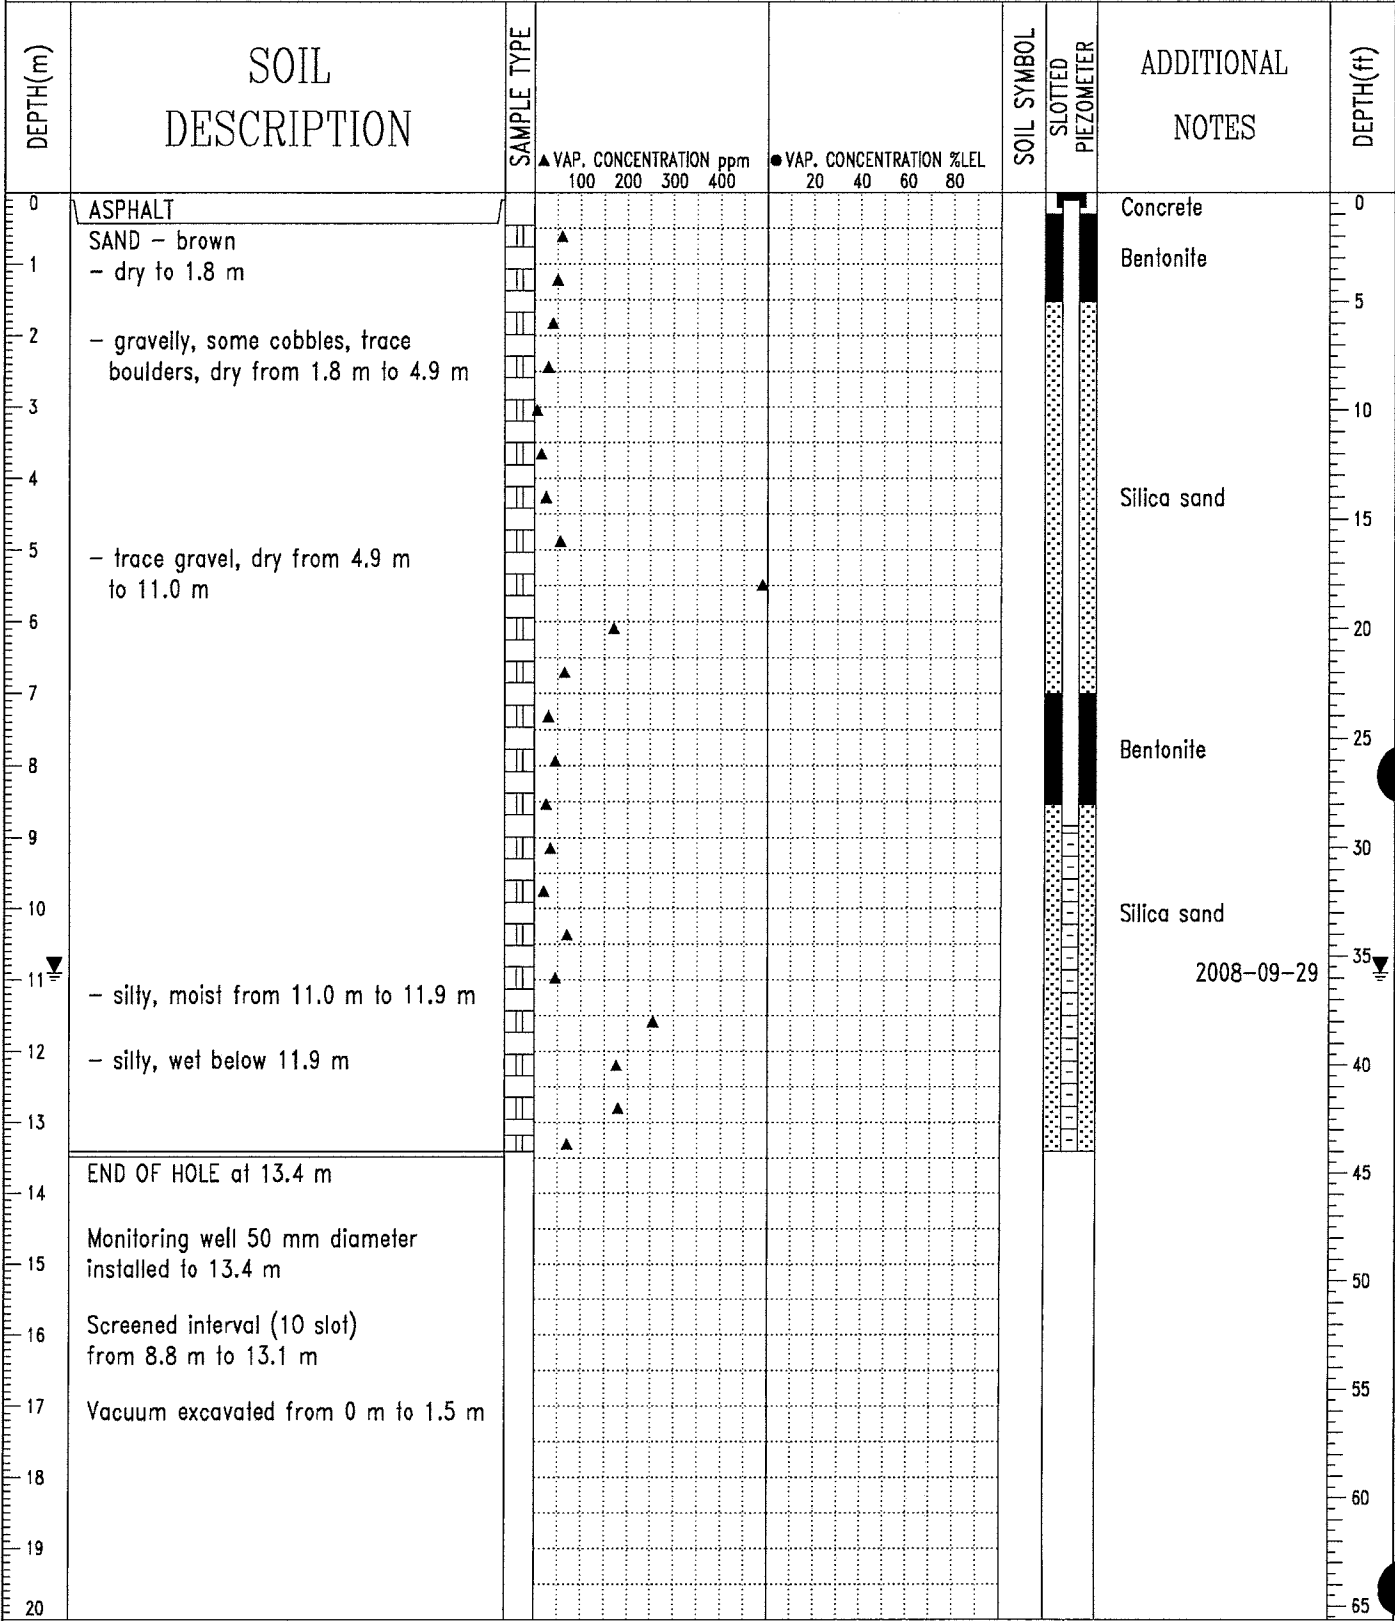 DEPTH(m)
SOIL
DESCRIPTION
SAMPLE TYPE
▲ VAP. CONCENTRATION ppm
100 200 300 400
● VAP. CONCENTRATION %LEL
20 40 60 80
SOIL SYMBOL
SLOTTED
PIEZOMETER
ADDITIONAL
NOTES
DEPTH(ft)
0
1
2
3
4
5
6
7
8
9
10
11
12
13
14
15
16
17
18
19
20
ASPHALT
SAND - brown
- dry to 1.8 m
- gravelly, some cobbles, trace
boulders, dry from 1.8 m to 4.9 m
- trace gravel, dry from 4.9 m
to 11.0 m
- silty, moist from 11.0 m to 11.9 m
- silty, wet below 11.9 m
END OF HOLE at 13.4 m
Monitoring well 50 mm diameter
installed to 13.4 m
Screened interval (10 slot)
from 8.8 m to 13.1 m
Vacuum excavated from 0 m to 1.5 m
Concrete
Bentonite
Silica sand
Bentonite
Silica sand
2008-09-29
0
5
10
15
20
25
30
35
40
45
50
55
60
65